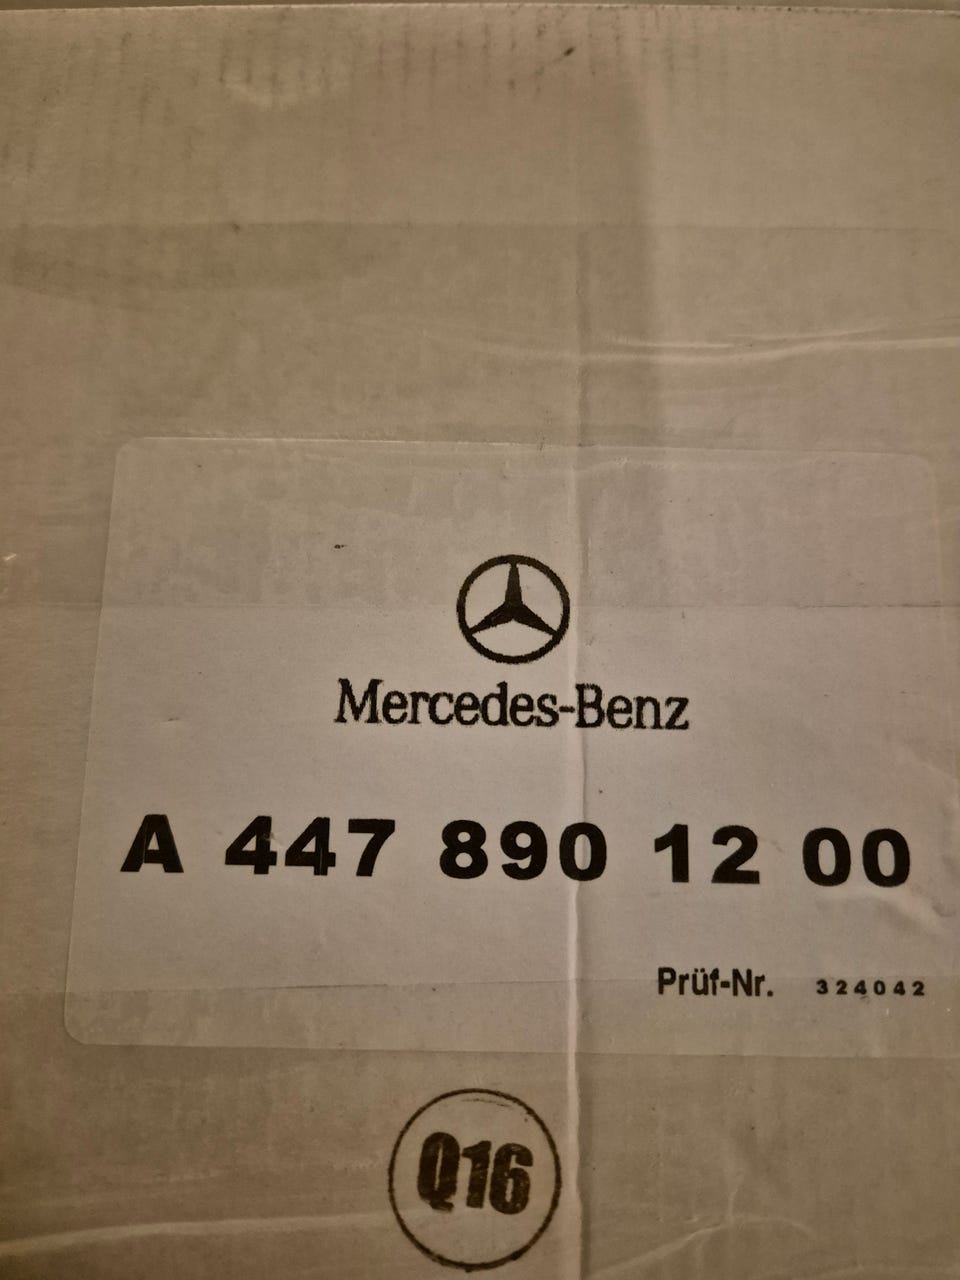 Mercedes-Benz
A 447 890 12 00
Prüf-Nr. 324042
Q16